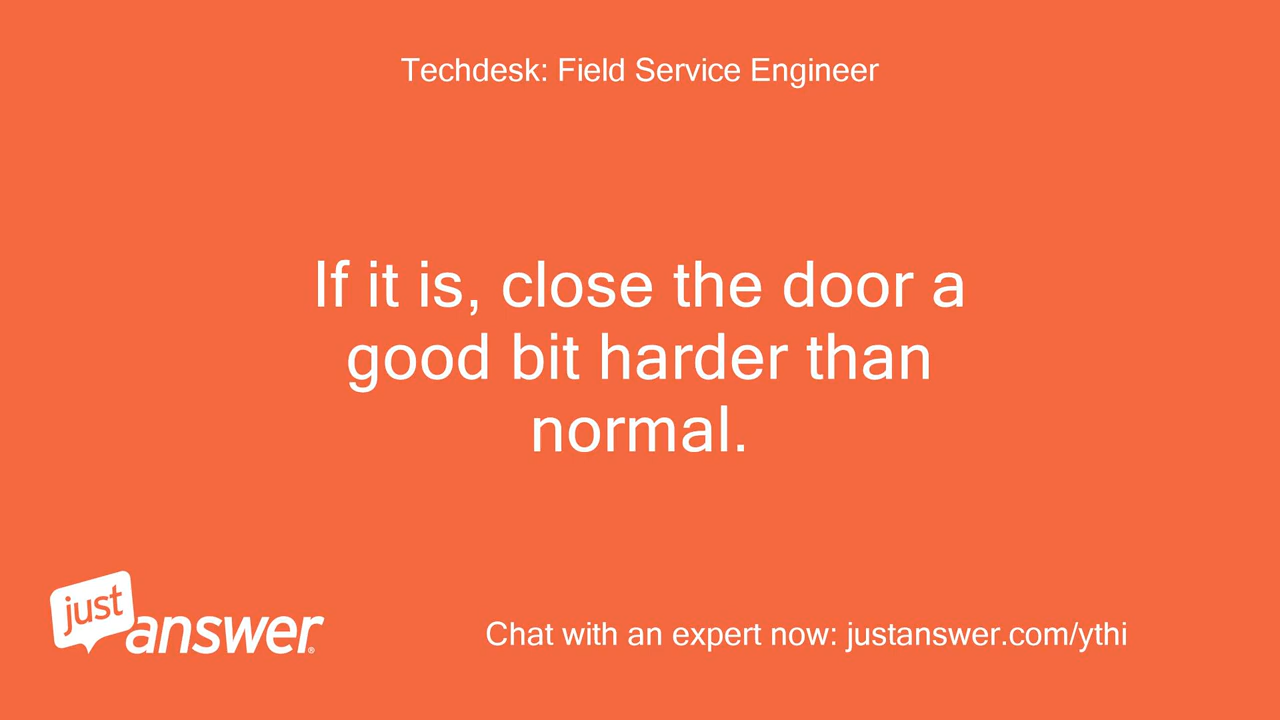 Techdesk: Field Service Engineer
If it is, close the door a
good bit harder than
normal.
just
answer®
Chat with an expert now: justanswer.com/ythi